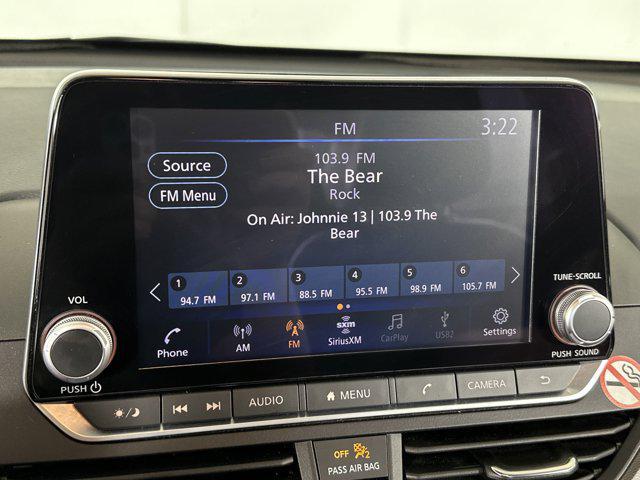 FM
3:22
Source
FM Menu
103.9 FM
The Bear
Rock
On Air: Johnnie 13 | 103.9 The
Bear
1 2 3 4 5 6
94.7 FM 97.1 FM 88.5 FM 95.5 FM 98.9 FM 105.7 FM
sxm
Phone AM FM SiriusXM CarPlay USB2 Settings
VOL
PUSH
TUNE·SCROLL
PUSH SOUND
AUDIO MENU CAMERA
OFF 2
PASS AIR BAG